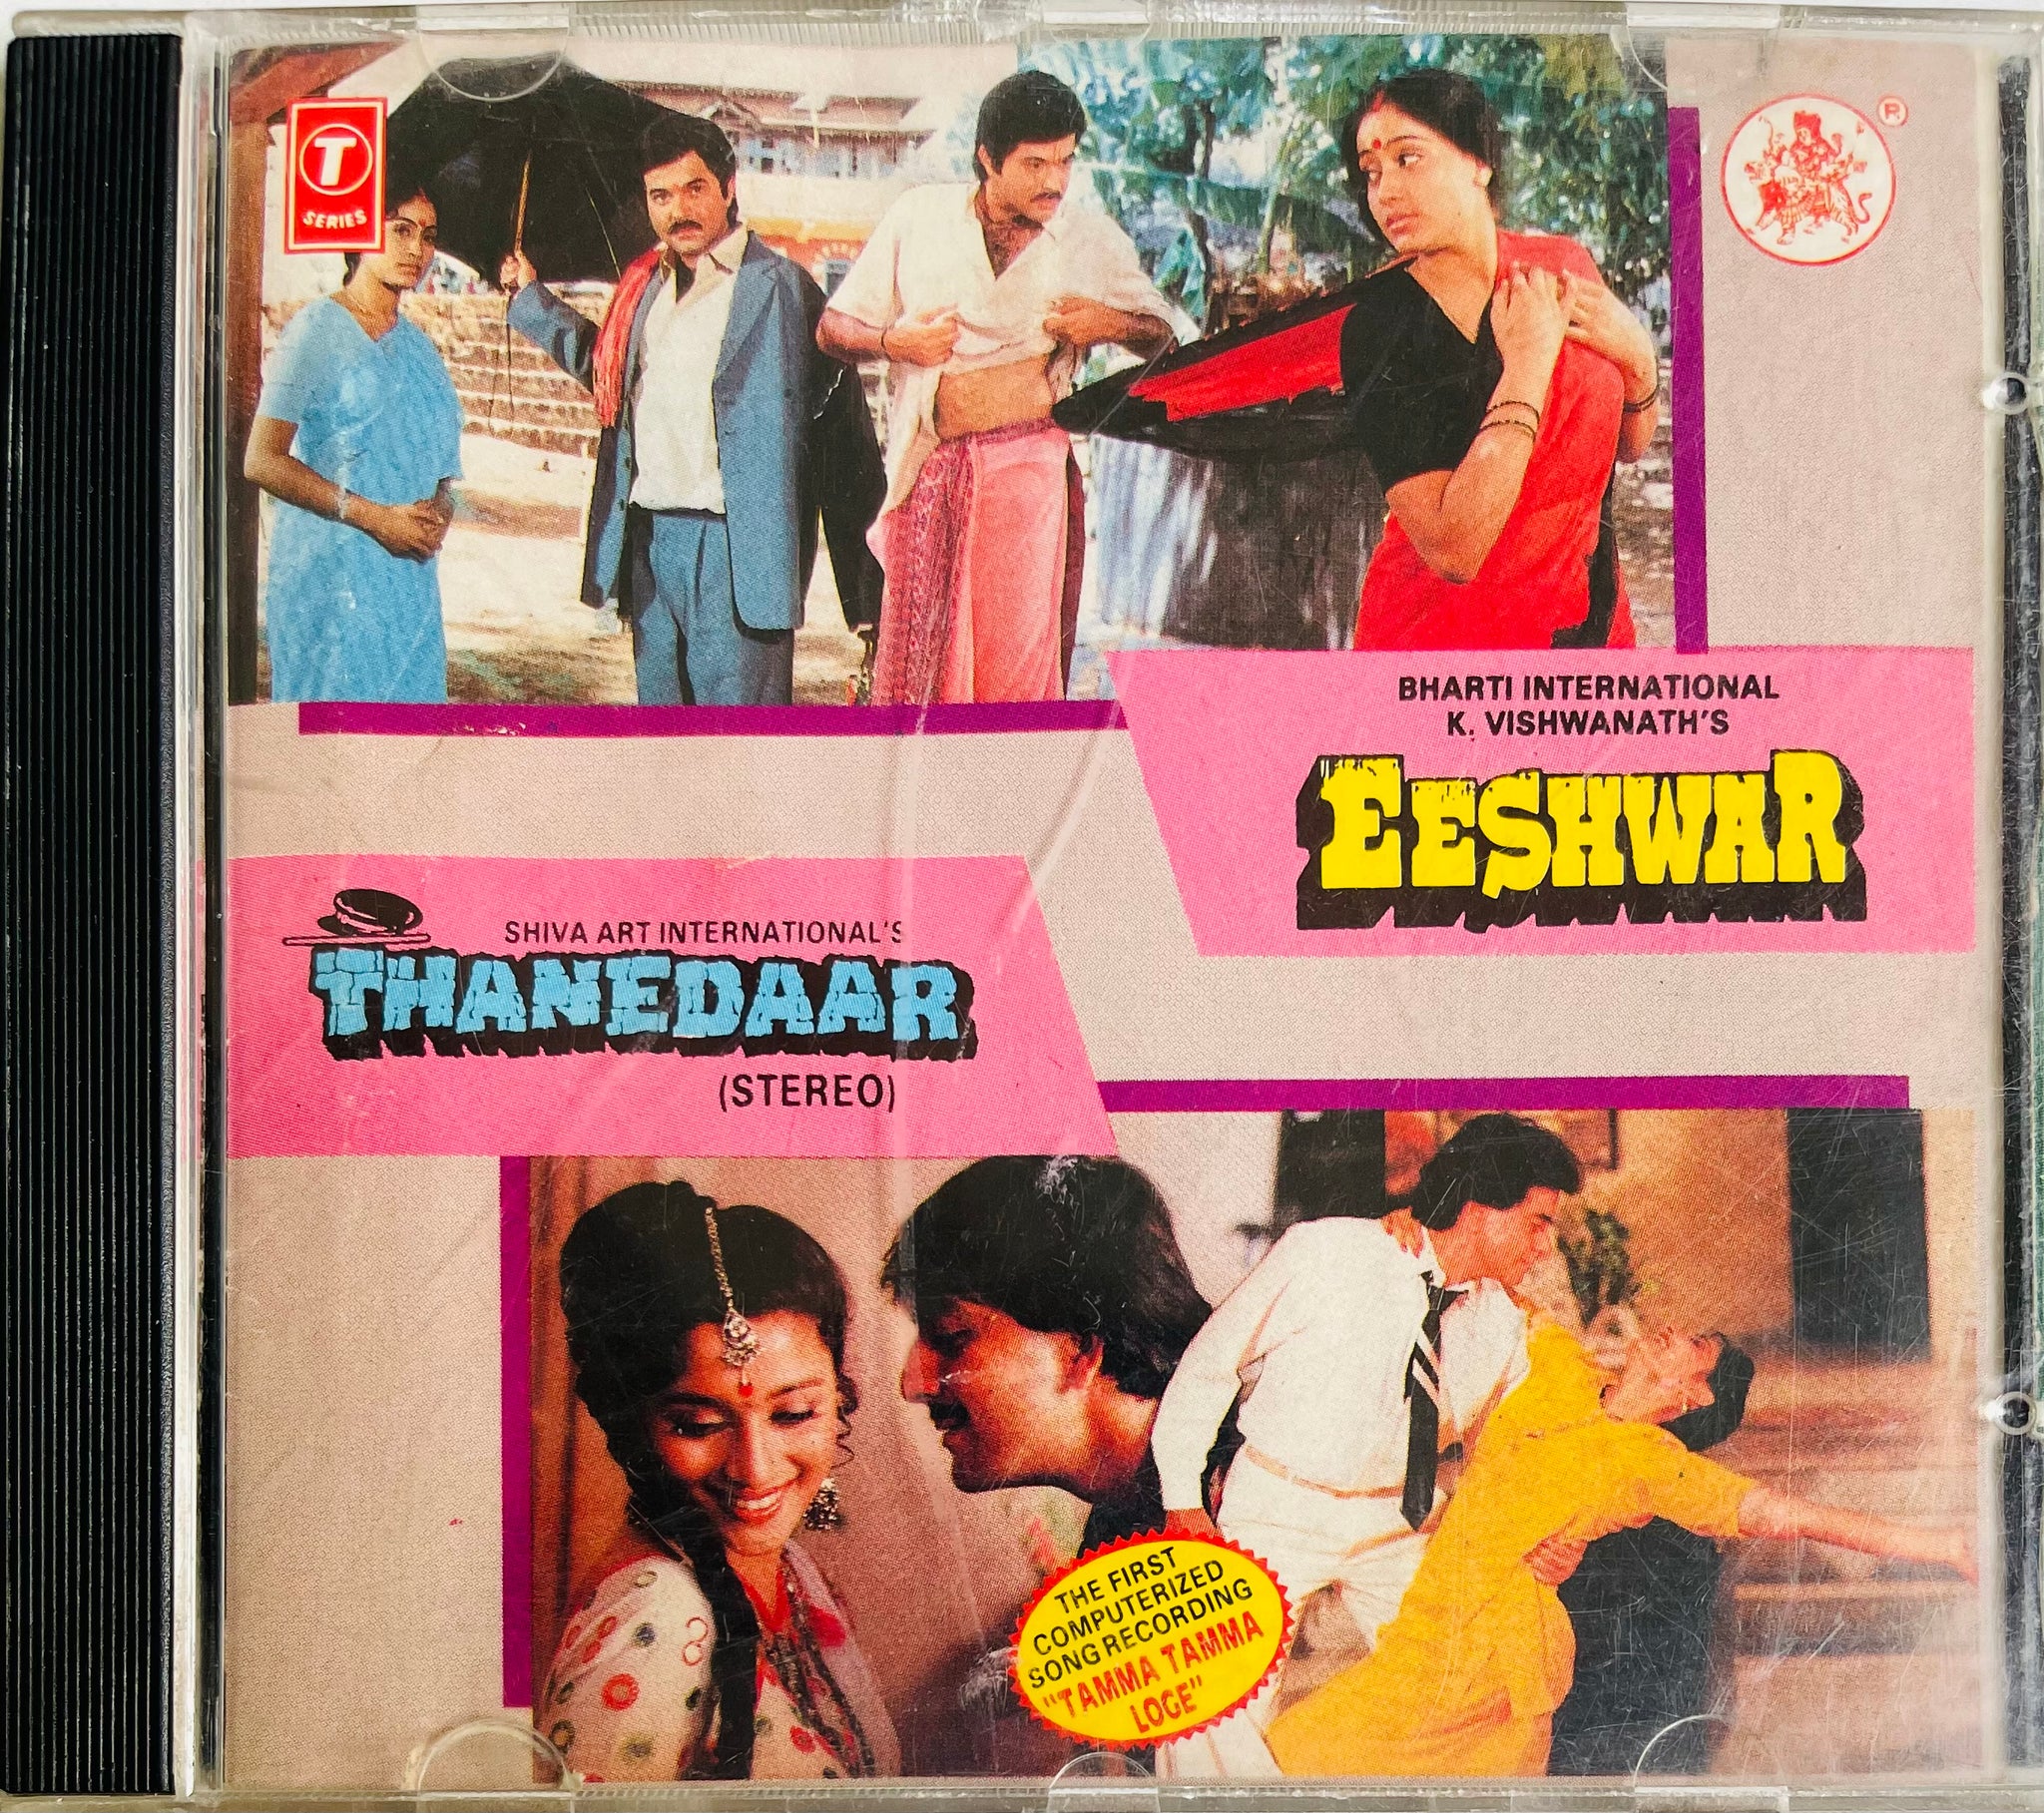 T
SERIES
R
BHARTI INTERNATIONAL
K. VISHWANATH'S
EESHWAR
SHIVA ART INTERNATIONAL'S
THANEDAAR
(STEREO)
THE FIRST
COMPUTERIZED
SONG RECORDING
"TAMMA TAMMA
LOGE"